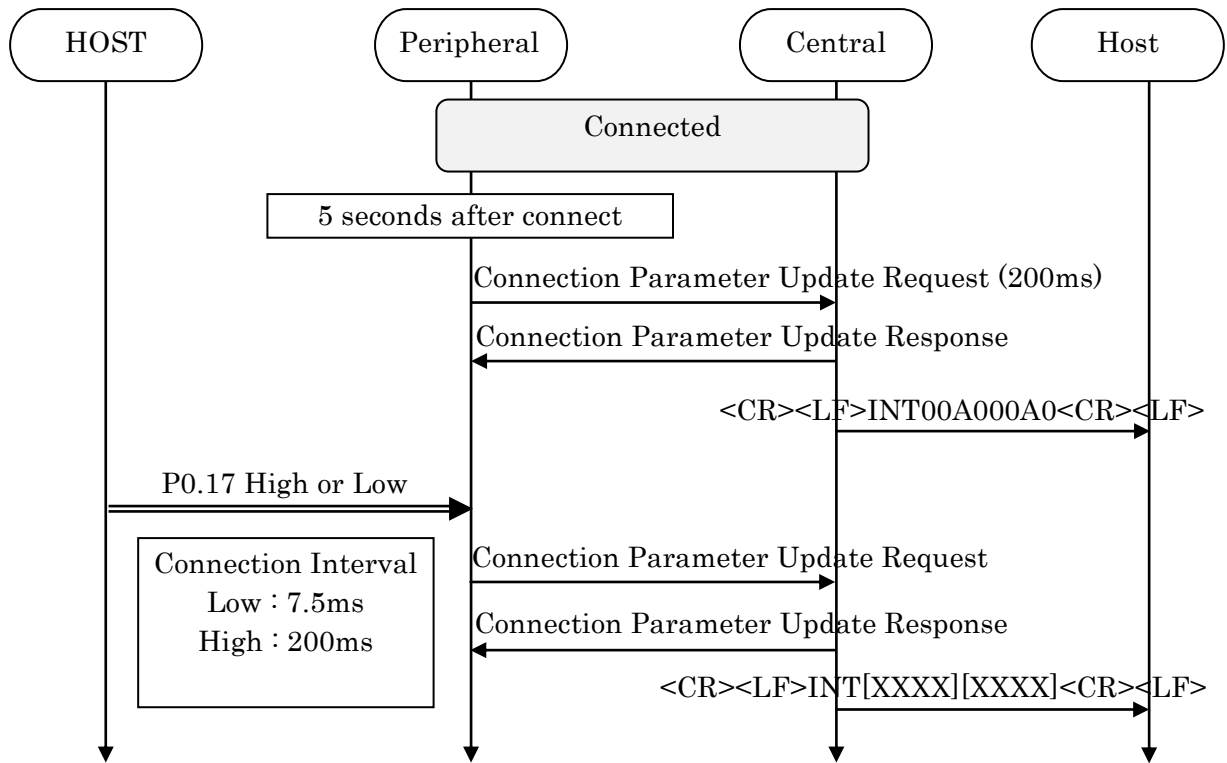 HOST
Peripheral
Central
Host
Connected
5 seconds after connect
Connection Parameter Update Request (200ms)
Connection Parameter Update Response
<CR><LF>INT00A000A0<CR><LF>
P0.17 High or Low
Connection Interval
Low : 7.5ms
High : 200ms
Connection Parameter Update Request
Connection Parameter Update Response
<CR><LF>INT[XXXX][XXXX]<CR><LF>